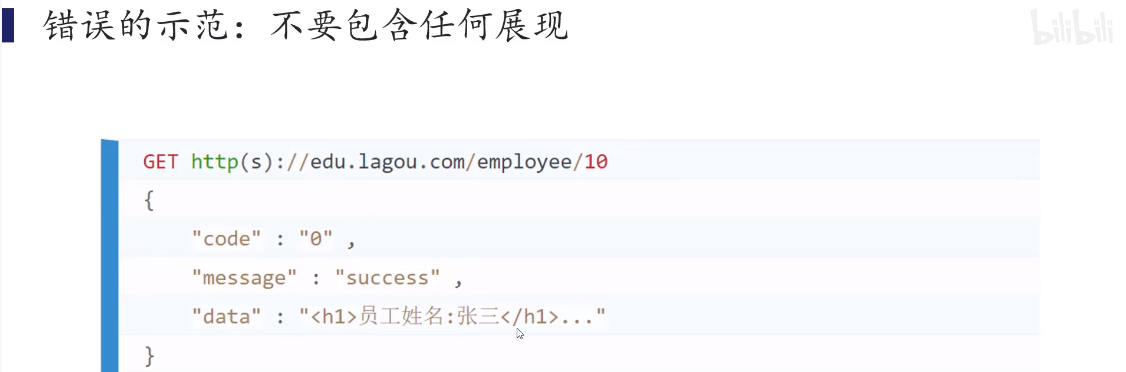 错误的示范：不要包含任何展现
bilibili
GET http(s)://edu.lagou.com/employee/10
{
"code" : "0" ,
"message" : "success" ,
"data" : "<h1>员工姓名:张三</h1>..."
}